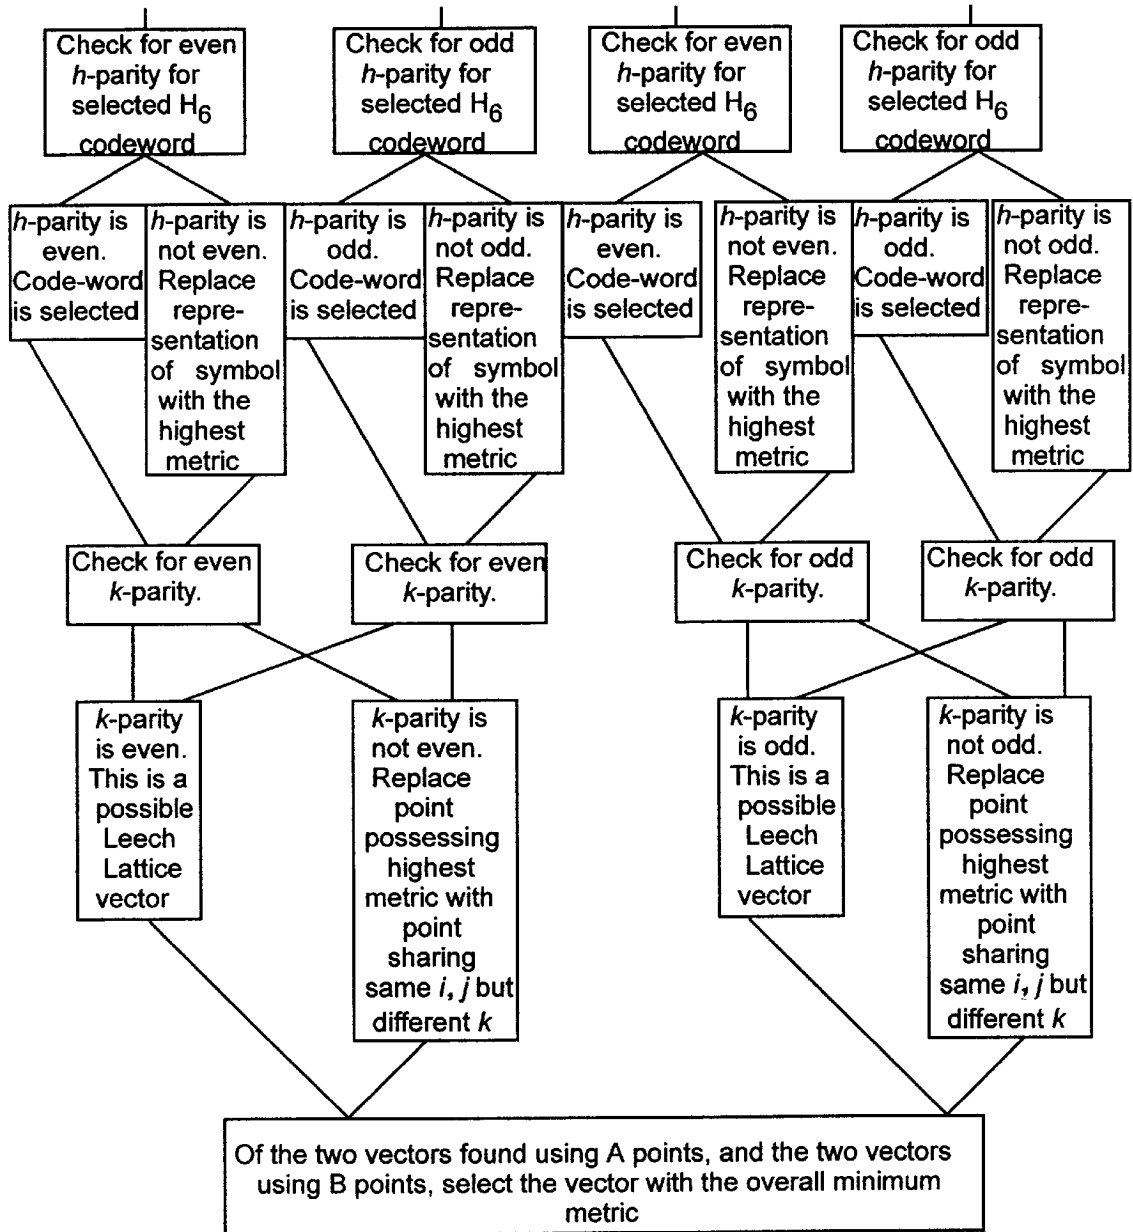 Check for even
h-parity for
selected H6
codeword
Check for odd
h-parity for
selected H6
codeword
Check for even
h-parity for
selected H6
codeword
Check for odd
h-parity for
selected H6
codeword
h-parity is
even.
Code-word
is selected
h-parity is
not even.
Replace
repre-
sentation
of symbol
with the
highest
metric
h-parity is
odd.
Code-word
is selected
h-parity is
not odd.
Replace
repre-
sentation
of symbol
with the
highest
metric
h-parity is
even.
Code-word
is selected
h-parity is
not even.
Replace
repre-
sentation
of symbol
with the
highest
metric
h-parity is
odd.
Code-word
is selected
h-parity is
not odd.
Replace
repre-
sentation
of symbol
with the
highest
metric
Check for even
k-parity.
Check for even
k-parity.
Check for odd
k-parity.
Check for odd
k-parity.
k-parity
is even.
This is a
possible
Leech
Lattice
vector
k-parity is
not even.
Replace
point
possessing
highest
metric with
point
sharing
same i, j but
different k
k-parity
is odd.
This is a
possible
Leech
Lattice
vector
k-parity is
not odd.
Replace
point
possessing
highest
metric with
point
sharing
same i, j but
different k
Of the two vectors found using A points, and the two vectors
using B points, select the vector with the overall minimum
metric